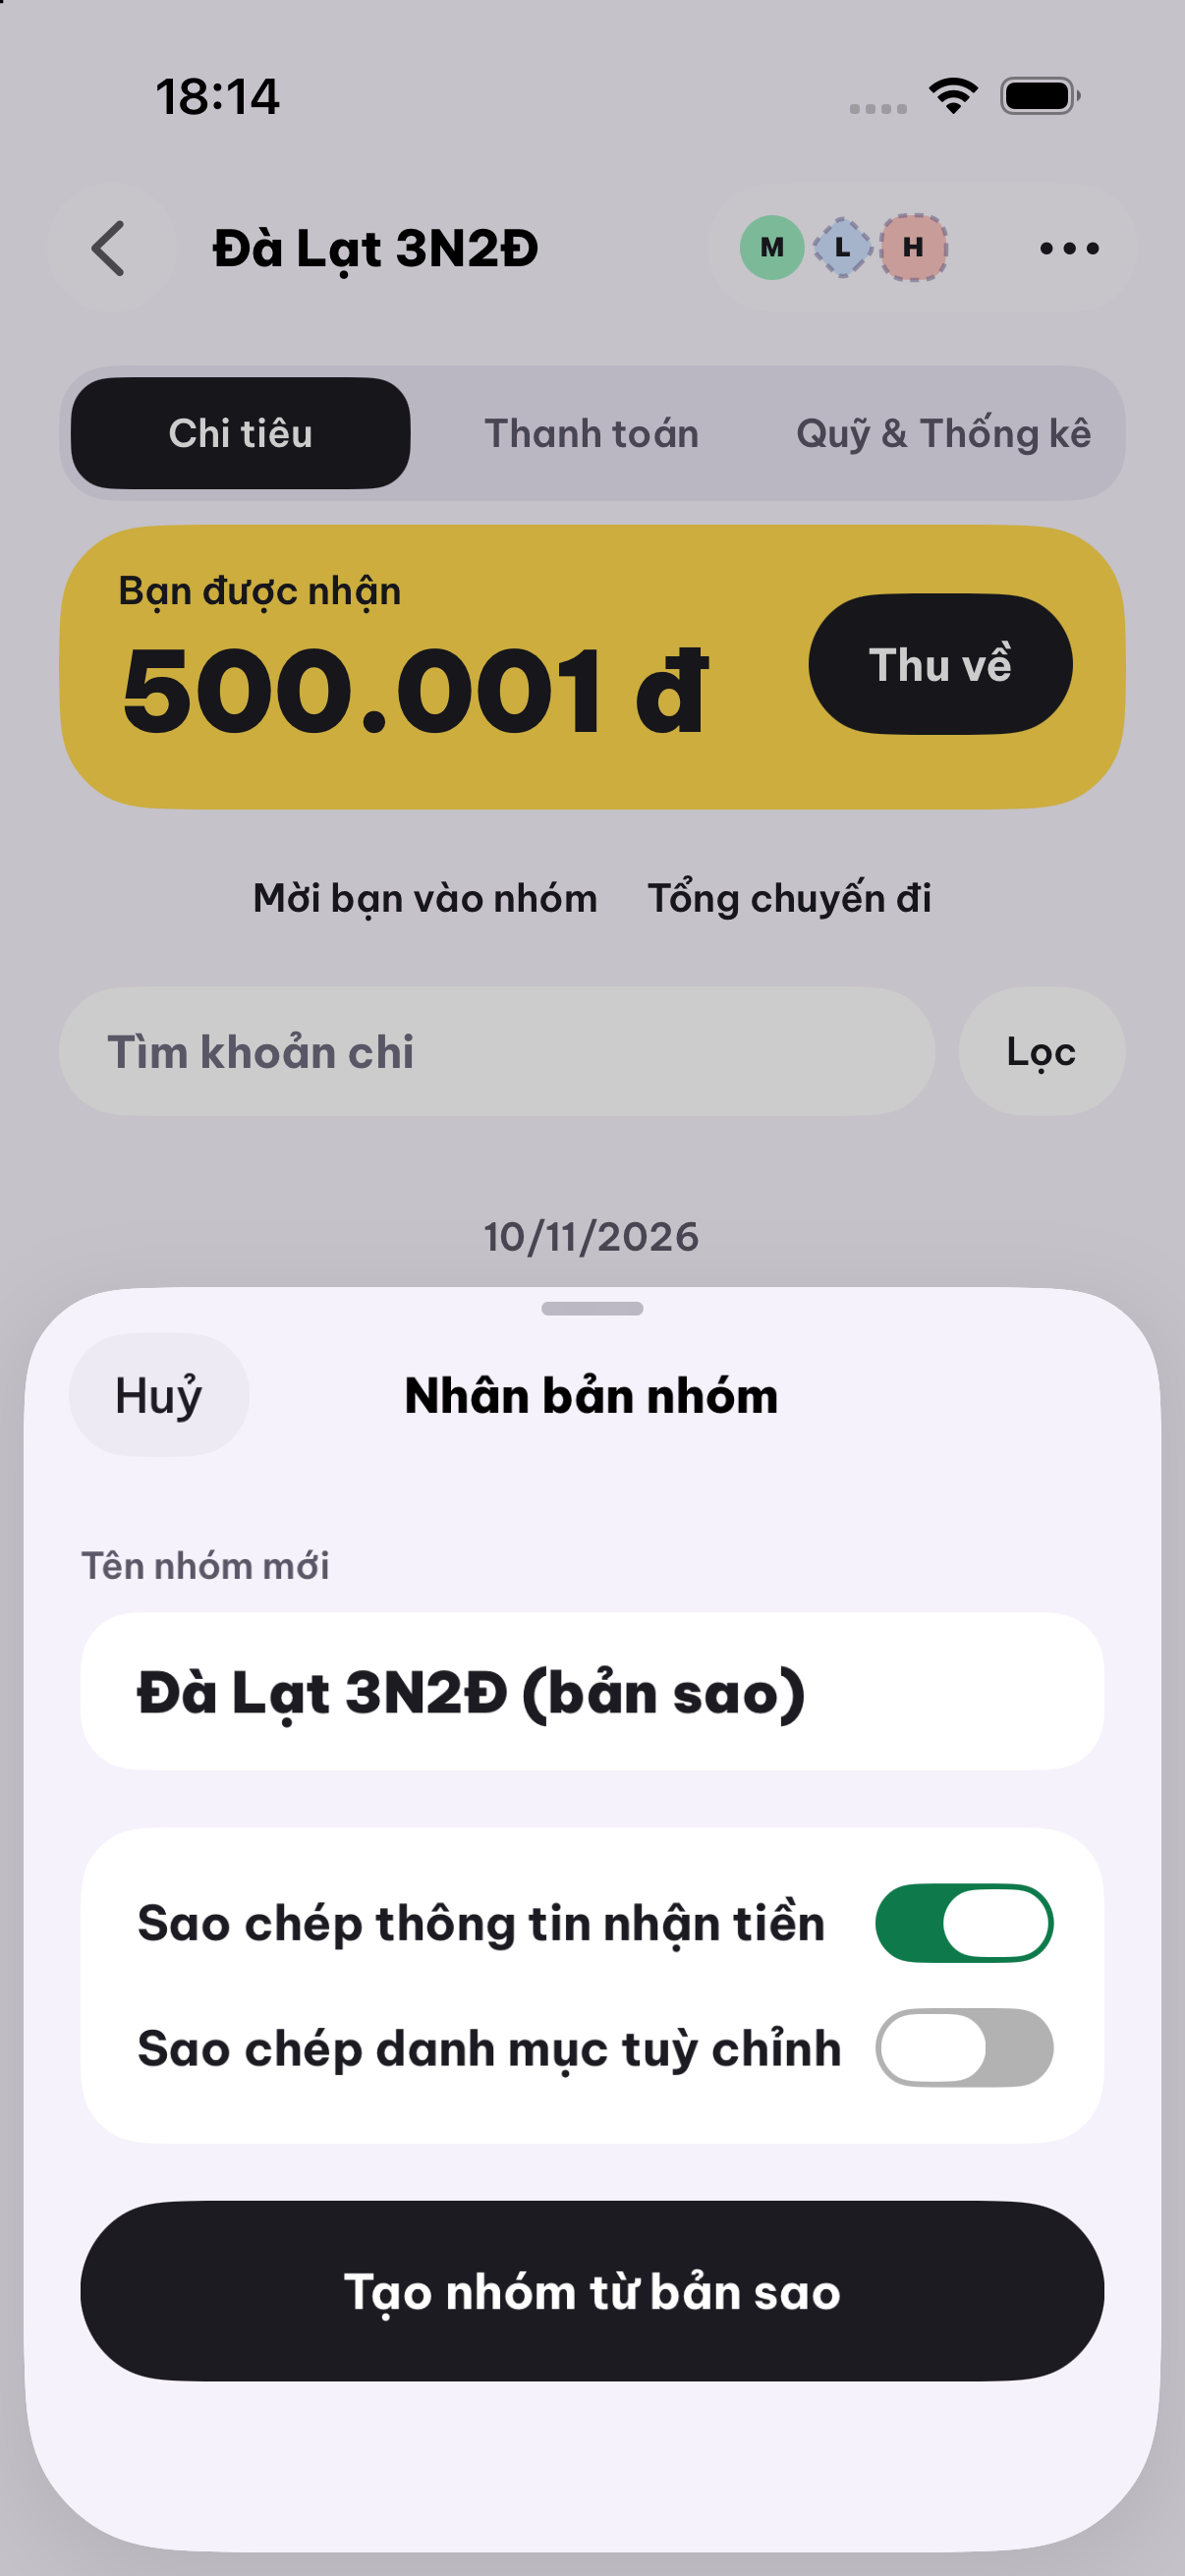 18:14
Đà Lạt 3N2Đ
M L H
Chi tiêu Thanh toán Quỹ & Thống kê
Bạn được nhận
500.001 đ
Thu về
Mời bạn vào nhóm Tổng chuyến đi
Tìm khoản chi Lọc
10/11/2026
Huỷ Nhân bản nhóm
Tên nhóm mới
Đà Lạt 3N2Đ (bản sao)
Sao chép thông tin nhận tiền
Sao chép danh mục tuỳ chỉnh
Tạo nhóm từ bản sao